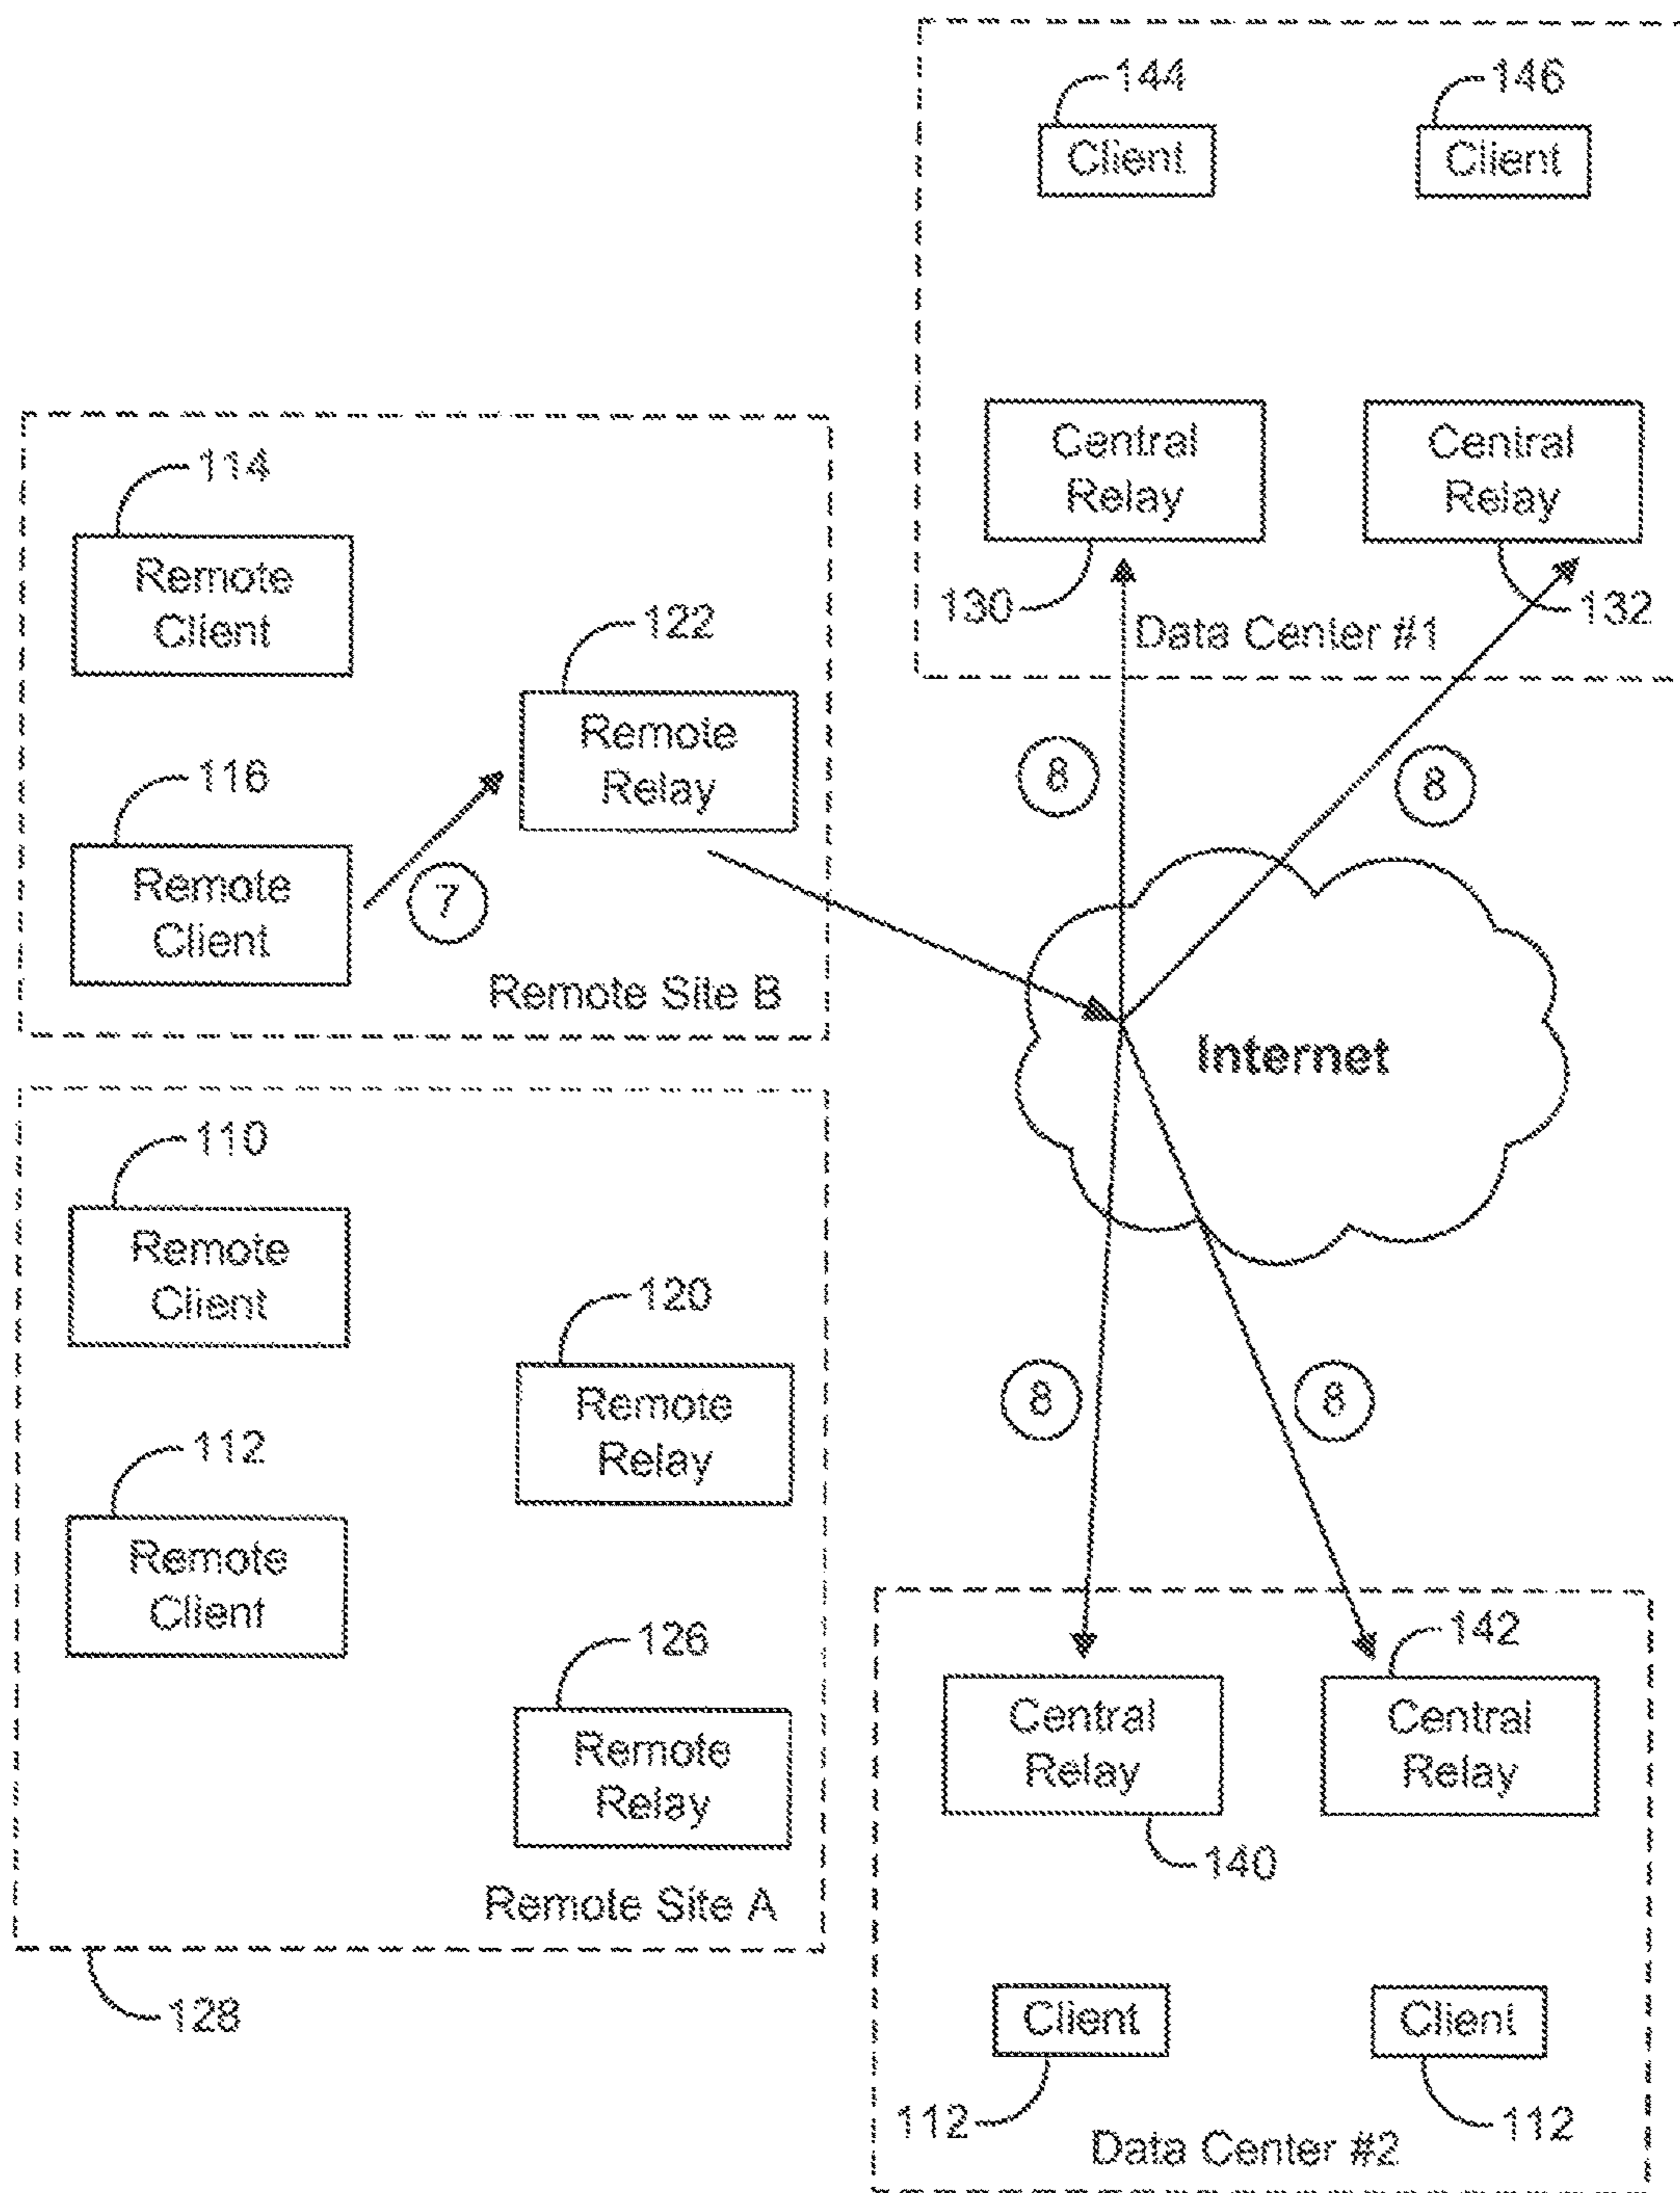 144
146
Client
Client
Central
Relay
Central
Relay
130
132
Data Center #1
114
Remote
Client
122
Remote
Relay
116
Remote
Client
7
Remote Site B
8
8
Internet
110
Remote
Client
120
Remote
Relay
112
Remote
Client
126
Remote
Relay
Remote Site A
128
8
8
142
Central
Relay
Central
Relay
140
Client
Client
112
112
Data Center #2